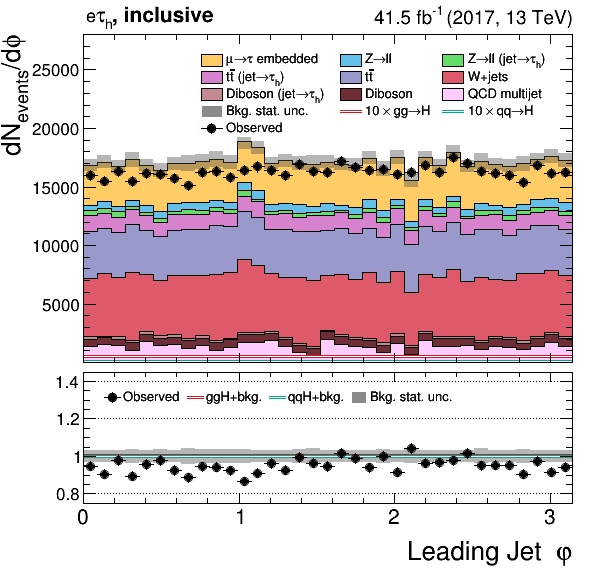 eτh, inclusive 41.5 fb-1 (2017, 13 TeV)
dNevents/dϕ
25000
20000
15000
10000
5000
μ→τ embedded Z→ll Z→ll (jet→τh)
tt̄ (jet→τh) tt̄ W+jets
Diboson (jet→τh) Diboson QCD multijet
Bkg. stat. unc. 10 × gg→H 10 × qq→H
Observed
1.4
1.2
1
0.8
Observed ggH+bkg. qqH+bkg. Bkg. stat. unc.
0 1 2 3
Leading Jet φ